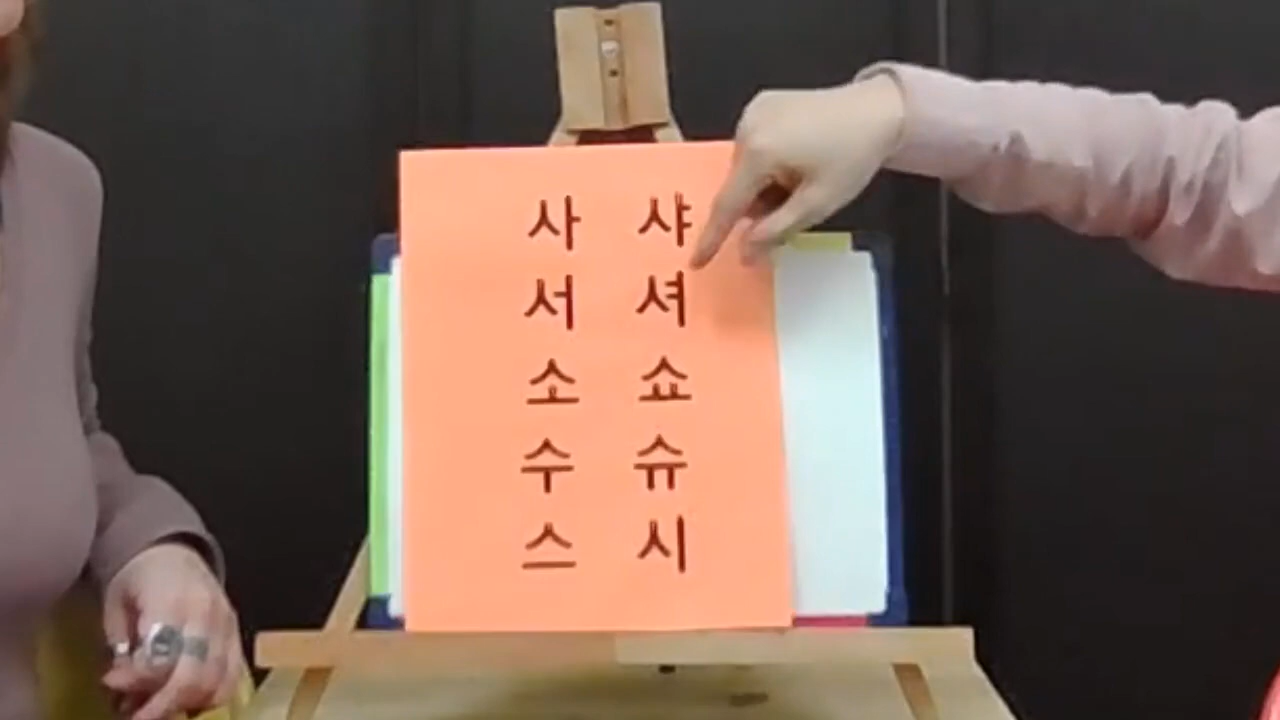 사 샤
서 셔
소 쇼
수 슈
스 시